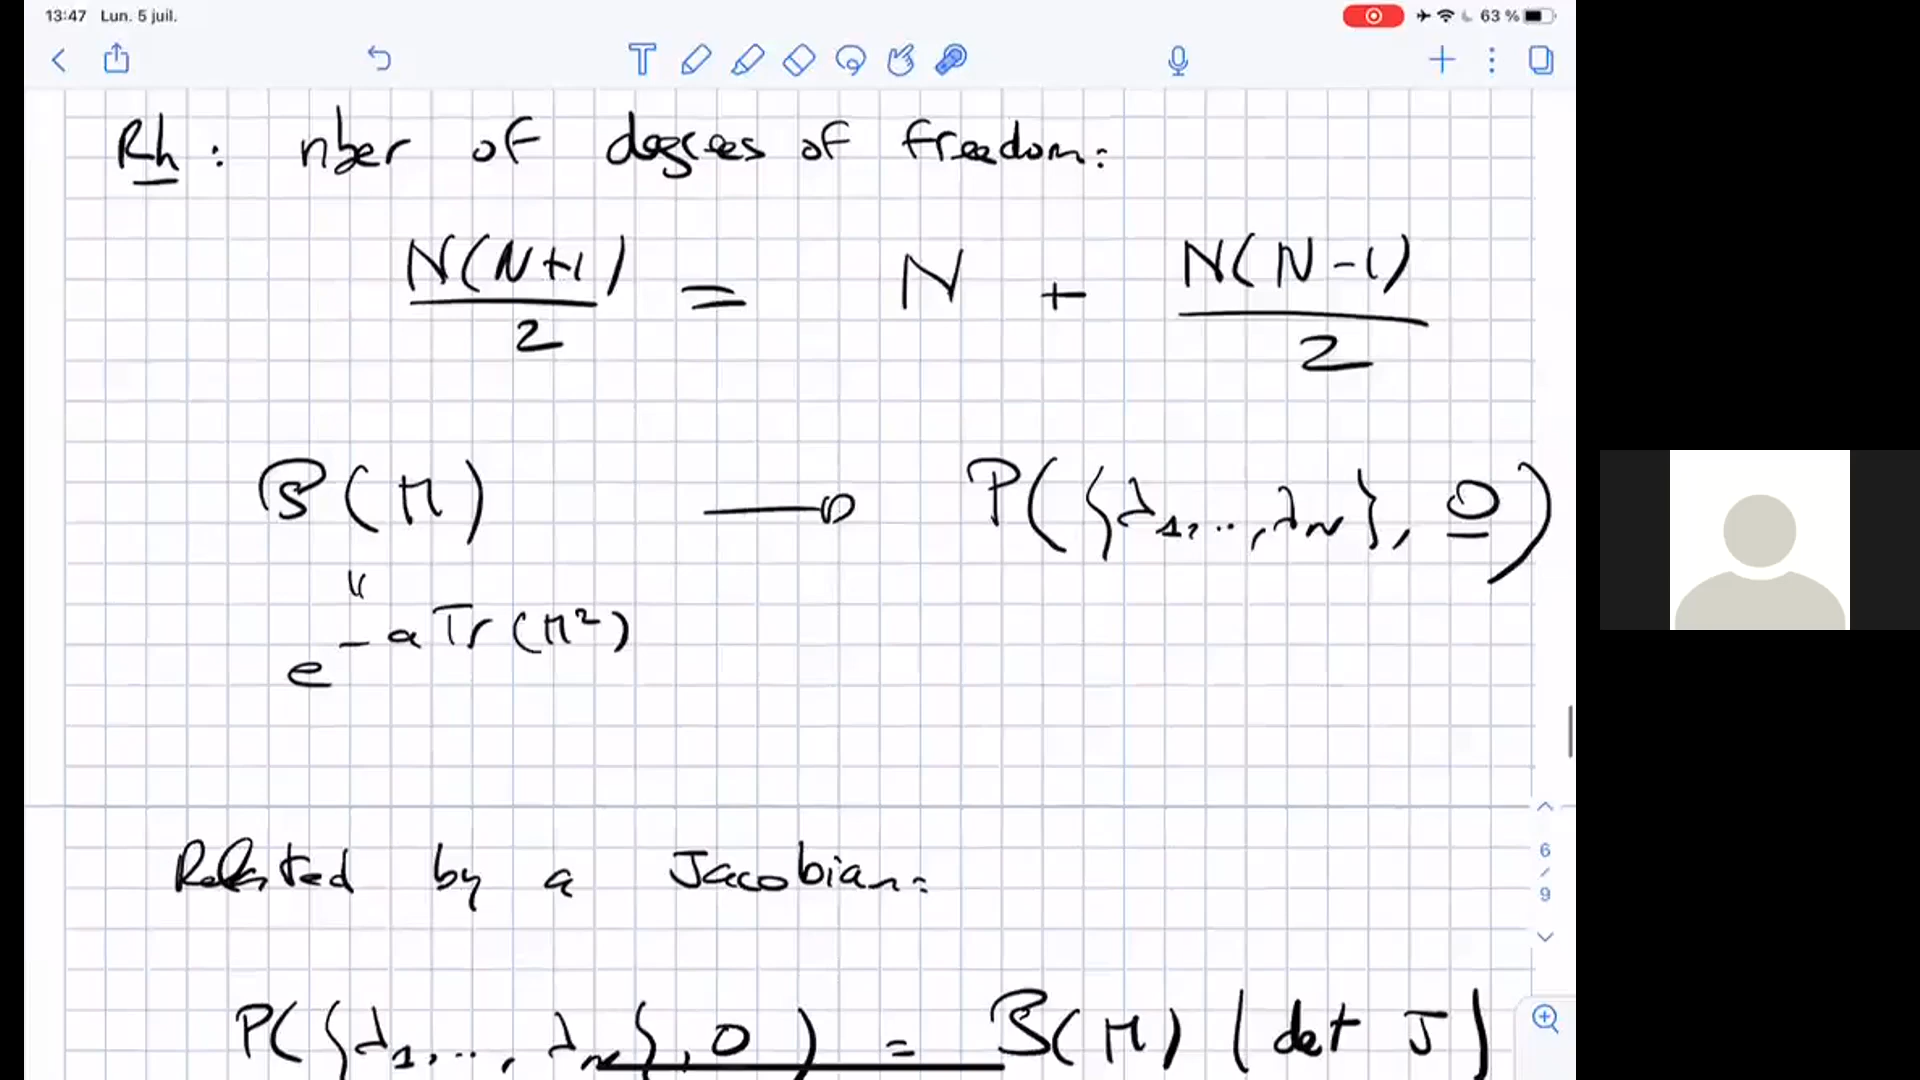 13:47 Lun. 5 juil. 63 %
Rk : nber of degrees of freedom:
N(N+1)/2 = N + N(N-1)/2
P(M) → P({λ1,..,λN}, O)
||
e^{-a Tr(M²)}
Related by a Jacobian:
6/9
P({λ1,..., λN}, O) = P(M) |det J|